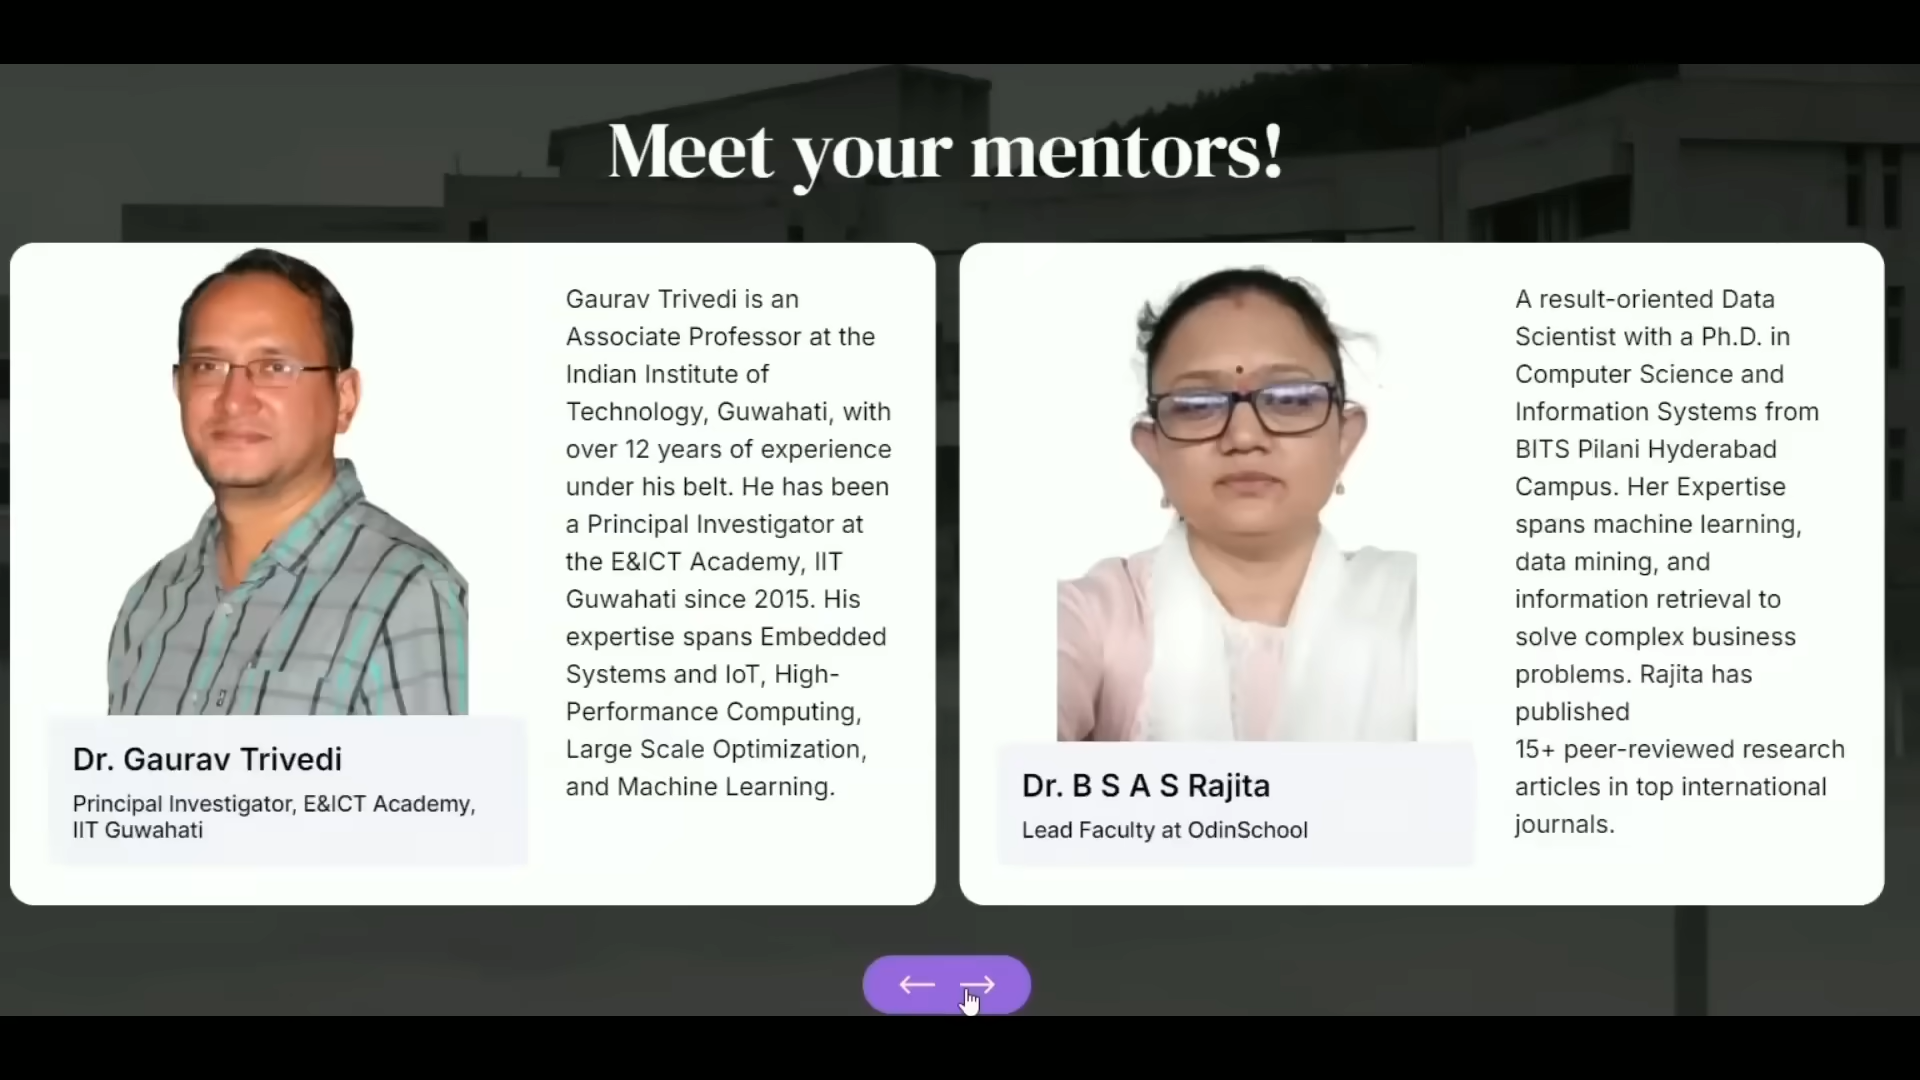 Meet your mentors!
Gaurav Trivedi is an
Associate Professor at the
Indian Institute of
Technology, Guwahati, with
over 12 years of experience
under his belt. He has been
a Principal Investigator at
the E&ICT Academy, IIT
Guwahati since 2015. His
expertise spans Embedded
Systems and IoT, High-
Performance Computing,
Large Scale Optimization,
and Machine Learning.
Dr. Gaurav Trivedi
Principal Investigator, E&ICT Academy,
IIT Guwahati
A result-oriented Data
Scientist with a Ph.D. in
Computer Science and
Information Systems from
BITS Pilani Hyderabad
Campus. Her Expertise
spans machine learning,
data mining, and
information retrieval to
solve complex business
problems. Rajita has
published
15+ peer-reviewed research
articles in top international
journals.
Dr. B S A S Rajita
Lead Faculty at OdinSchool